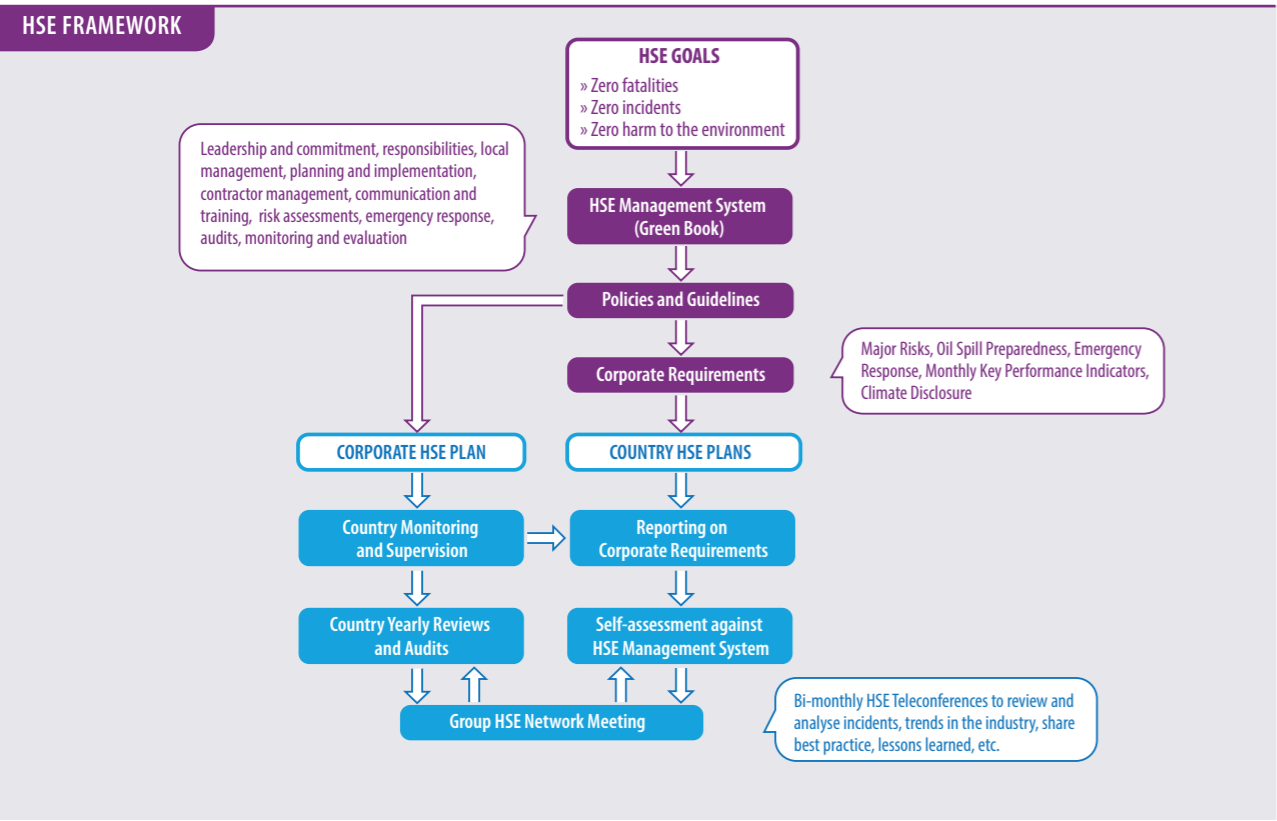 HSE FRAMEWORK
HSE GOALS
» Zero fatalities
» Zero incidents
» Zero harm to the environment
Leadership and commitment, responsibilities, local
management, planning and implementation,
contractor management, communication and
training, risk assessments, emergency response,
audits, monitoring and evaluation
HSE Management System
(Green Book)
Policies and Guidelines
Corporate Requirements
Major Risks, Oil Spill Preparedness, Emergency
Response, Monthly Key Performance Indicators,
Climate Disclosure
CORPORATE HSE PLAN
COUNTRY HSE PLANS
Country Monitoring
and Supervision
Reporting on
Corporate Requirements
Country Yearly Reviews
and Audits
Self-assessment against
HSE Management System
Group HSE Network Meeting
Bi-monthly HSE Teleconferences to review and
analyse incidents, trends in the industry, share
best practice, lessons learned, etc.